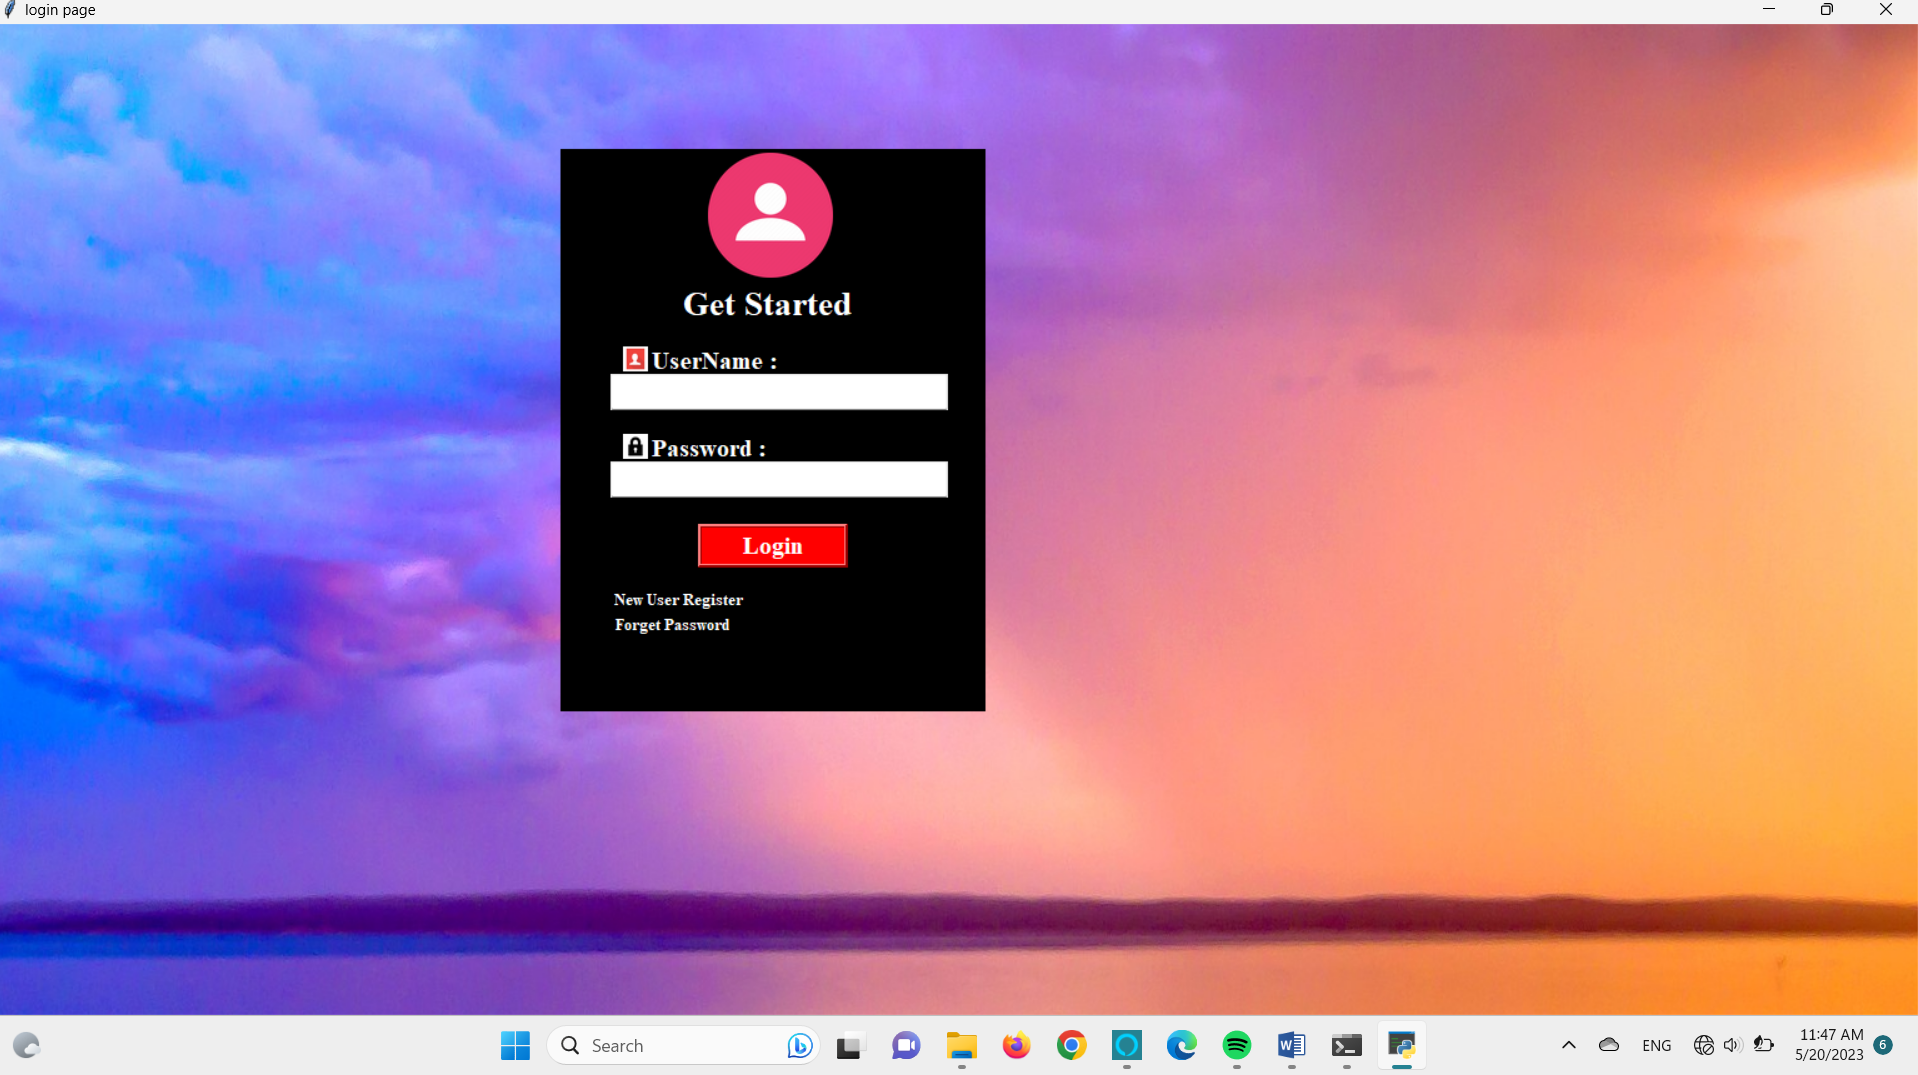 login page
Get Started
UserName :
Password :
Login
New User Register
Forget Password
Search
ENG
11:47 AM
5/20/2023
6